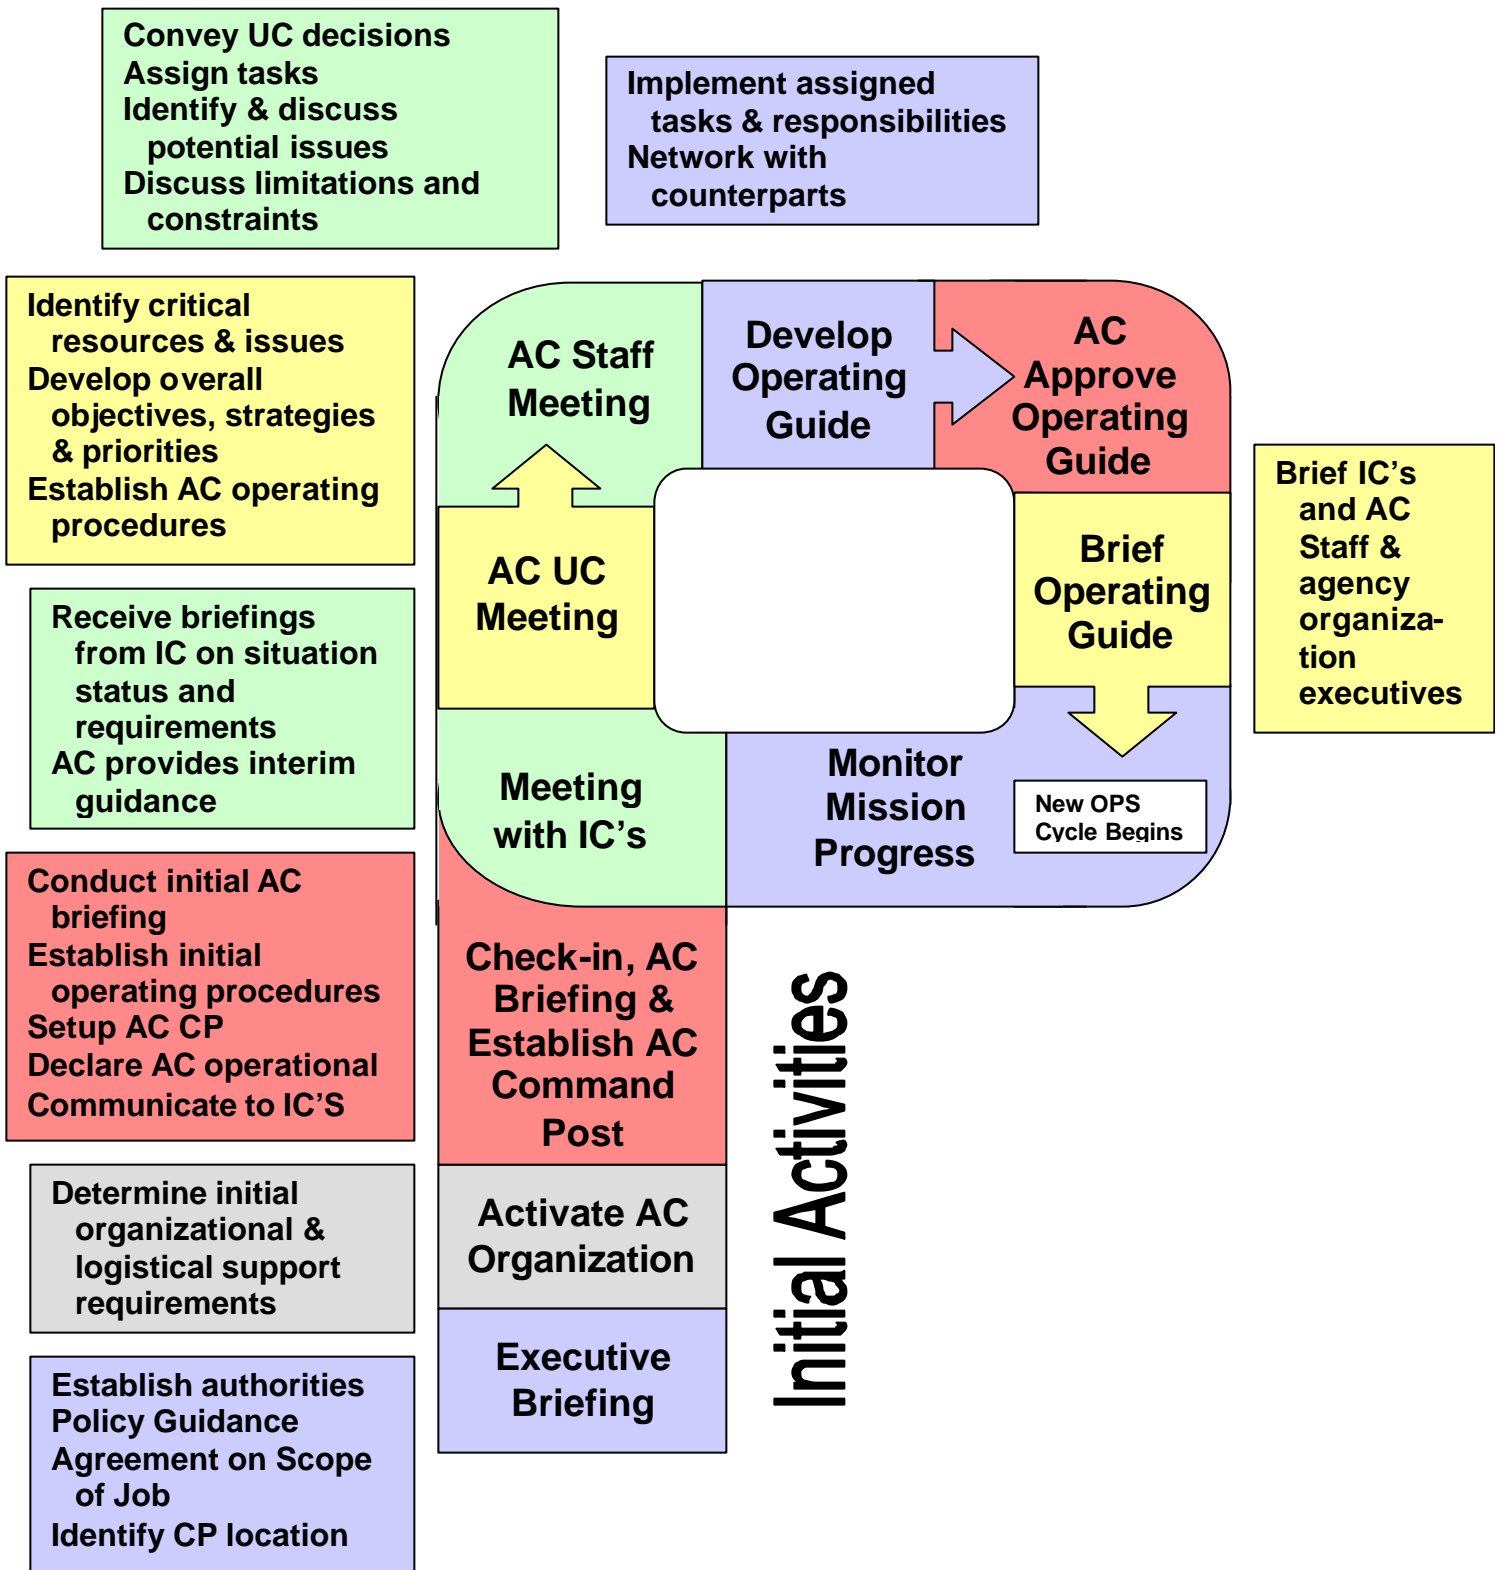 Convey UC decisions
Assign tasks
Identify & discuss
potential issues
Discuss limitations and
constraints
Implement assigned
tasks & responsibilities
Network with
counterparts
Identify critical
resources & issues
Develop overall
objectives, strategies
& priorities
Establish AC operating
procedures
AC Staff
Meeting
Develop
Operating
Guide
AC
Approve
Operating
Guide
AC UC
Meeting
Brief
Operating
Guide
Brief IC's
and AC
Staff &
agency
organiza-
tion
executives
Receive briefings
from IC on situation
status and
requirements
AC provides interim
guidance
Meeting
with IC's
Monitor
Mission
Progress
New OPS
Cycle Begins
Conduct initial AC
briefing
Establish initial
operating procedures
Setup AC CP
Declare AC operational
Communicate to IC'S
Check-in, AC
Briefing &
Establish AC
Command
Post
Initial Activities
Determine initial
organizational &
logistical support
requirements
Activate AC
Organization
Establish authorities
Policy Guidance
Agreement on Scope
of Job
Identify CP location
Executive
Briefing